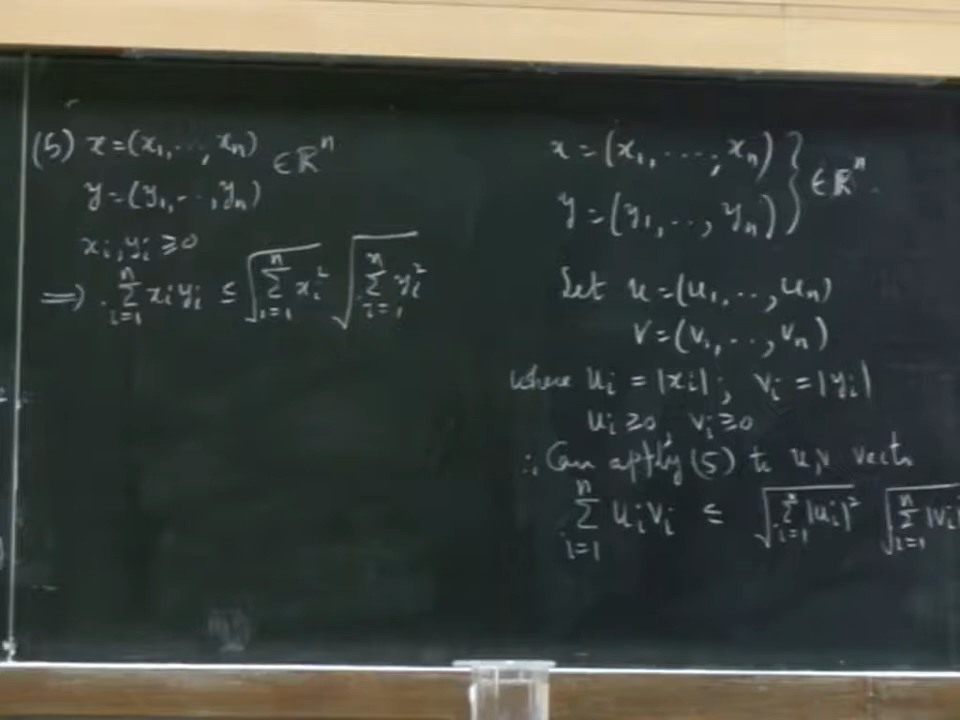 (5) x = (x₁, ..., xₙ) ∈ ℝⁿ
y = (y₁, .., yₙ)
xᵢ, yᵢ ≥ 0
⟹ ∑ᵢ₌₁ⁿ xᵢyᵢ ≤ √(∑ᵢ₌₁ⁿ xᵢ²) √(∑ᵢ₌₁ⁿ yᵢ²)
x = (x₁, ...., xₙ) } ∈ ℝⁿ.
y = (y₁, .., yₙ)
Let u = (u₁, .., uₙ)
v = (v₁, .., vₙ)
where uᵢ = |xᵢ| ; vᵢ = |yᵢ|
uᵢ ≥ 0, vᵢ ≥ 0
∴ Can apply (5) to u, v vects
∑ᵢ₌₁ⁿ uᵢvᵢ ≤ √(∑ᵢ₌₁ⁿ |uᵢ|²) √(∑ᵢ₌₁ⁿ |vᵢ|